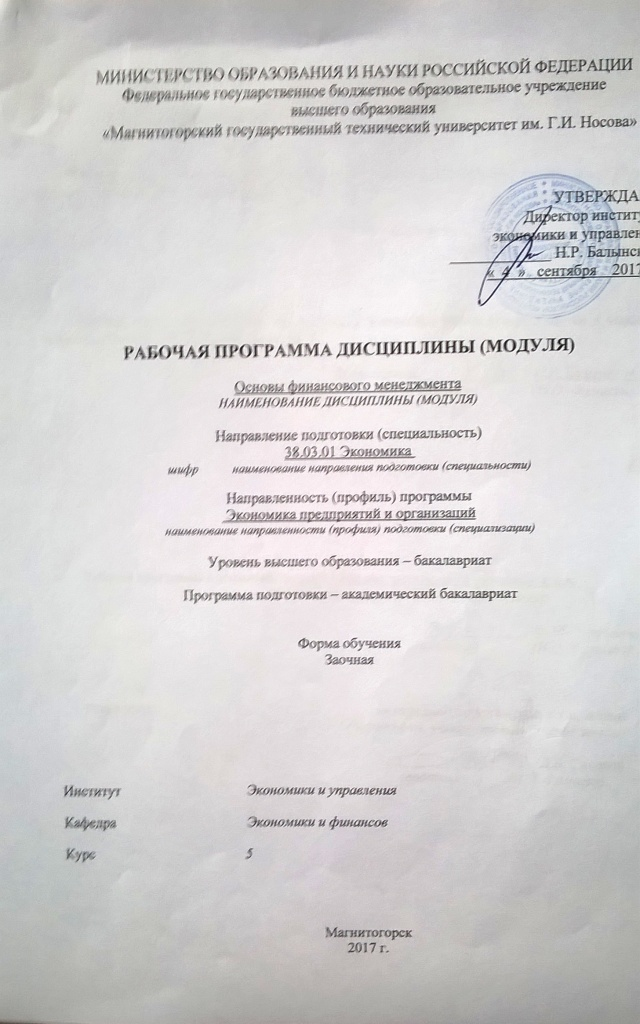 МИНИСТЕРСТВО ОБРАЗОВАНИЯ И НАУКИ РОССИЙСКОЙ ФЕДЕРАЦИИ
Федеральное государственное бюджетное образовательное учреждение
высшего образования
«Магнитогорский государственный технический университет им. Г.И. Носова»
УТВЕРЖДА
Директор институ
экономики и управлен
Н.Р. Балынск
« 4 » сентября 2017
РАБОЧАЯ ПРОГРАММА ДИСЦИПЛИНЫ (МОДУЛЯ)
Основы финансового менеджмента
НАИМЕНОВАНИЕ ДИСЦИПЛИНЫ (МОДУЛЯ)
Направление подготовки (специальность)
38.03.01 Экономика
шифр наименование направления подготовки (специальности)
Направленность (профиль) программы
Экономика предприятий и организаций
наименование направленности (профиля) подготовки (специализации)
Уровень высшего образования – бакалавриат
Программа подготовки – академический бакалавриат
Форма обучения
Заочная
Институт Экономики и управления
Кафедра Экономики и финансов
Курс 5
Магнитогорск
2017 г.